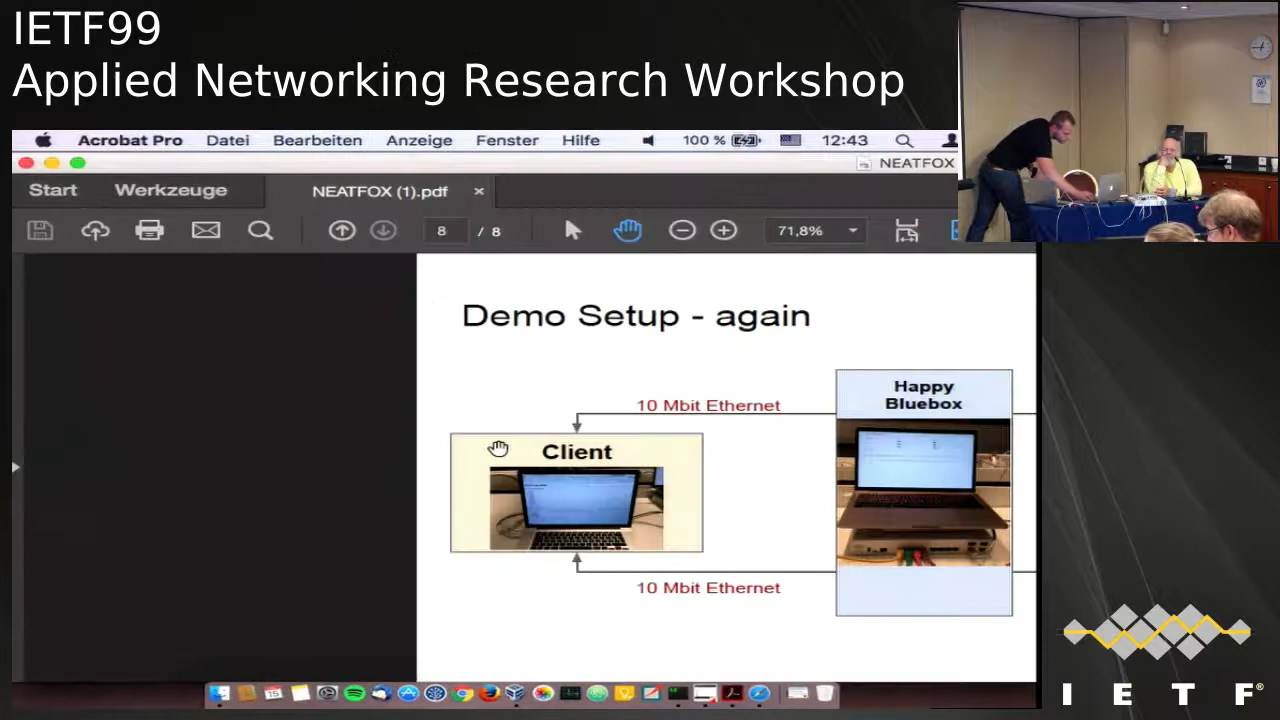 IETF99
Applied Networking Research Workshop
Acrobat Pro Datei Bearbeiten Anzeige Fenster Hilfe 100 % 12:43
NEATFOX
Start Werkzeuge NEATFOX (1).pdf ×
8 / 8 71,8%
Demo Setup - again
Happy
Bluebox
10 Mbit Ethernet
Client
10 Mbit Ethernet
IETF®